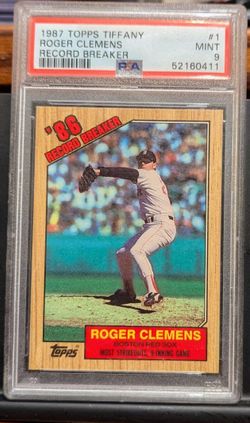 1987 TOPPS TIFFANY #1
ROGER CLEMENS MINT
RECORD BREAKER 9
PSA 52160411
'86
RECORD BREAKER
ROGER CLEMENS
BOSTON RED SOX
topps MOST STRIKEOUTS, 9-INNING GAME